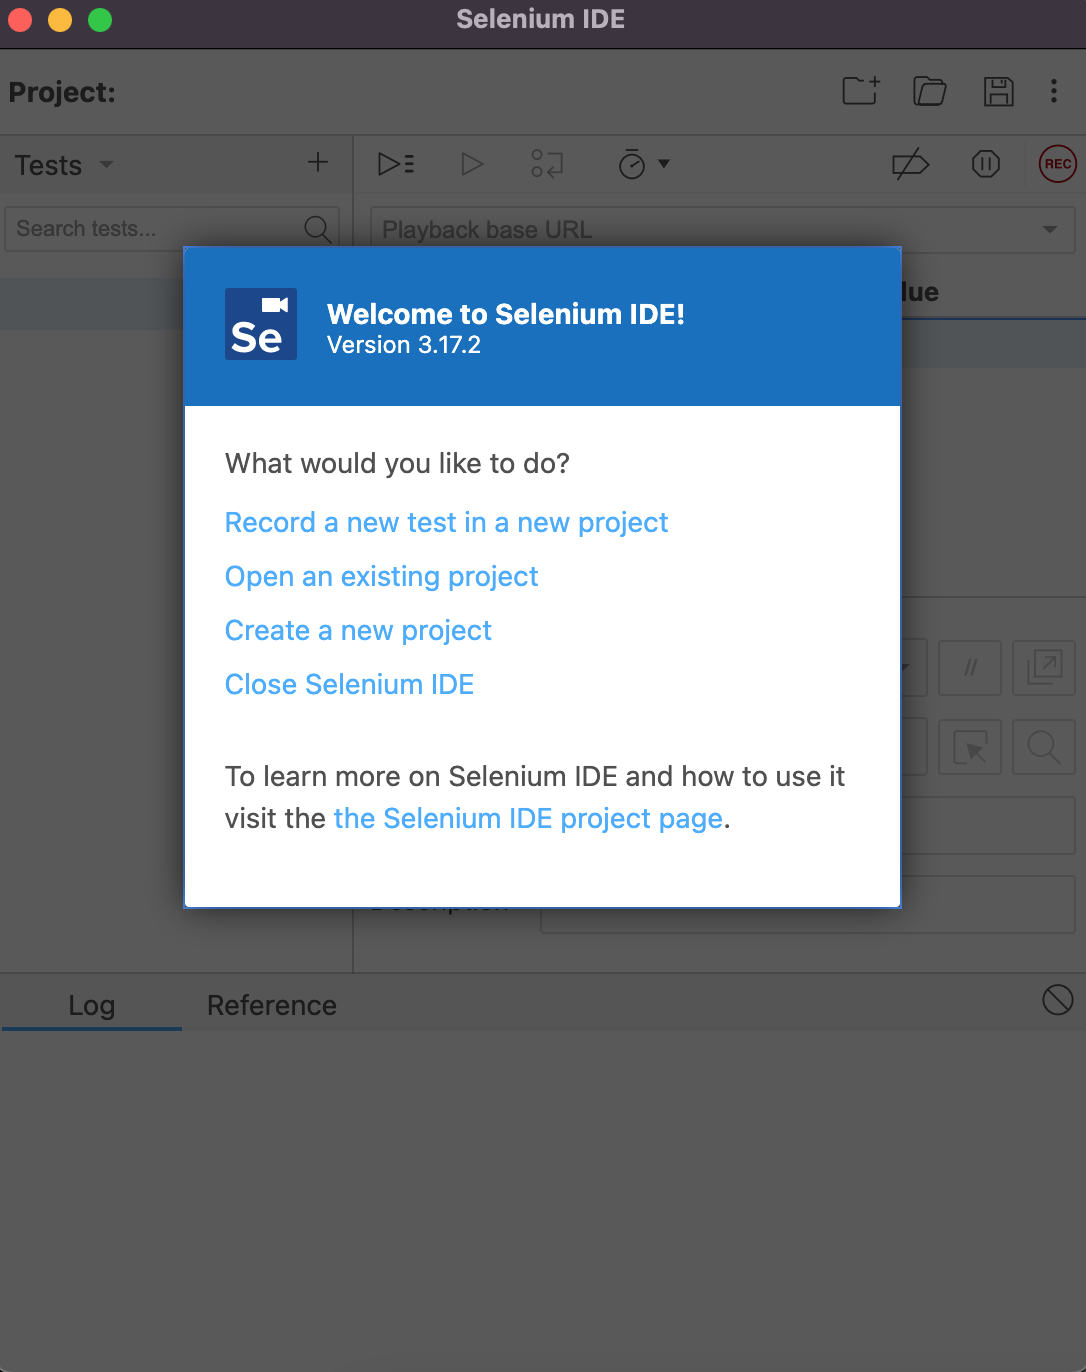 Selenium IDE
Project:
Tests
REC
Search tests...
Playback base URL
lue
Se
Welcome to Selenium IDE!
Version 3.17.2
What would you like to do?
Record a new test in a new project
Open an existing project
Create a new project
Close Selenium IDE
//
To learn more on Selenium IDE and how to use it
visit the the Selenium IDE project page.
Log
Reference